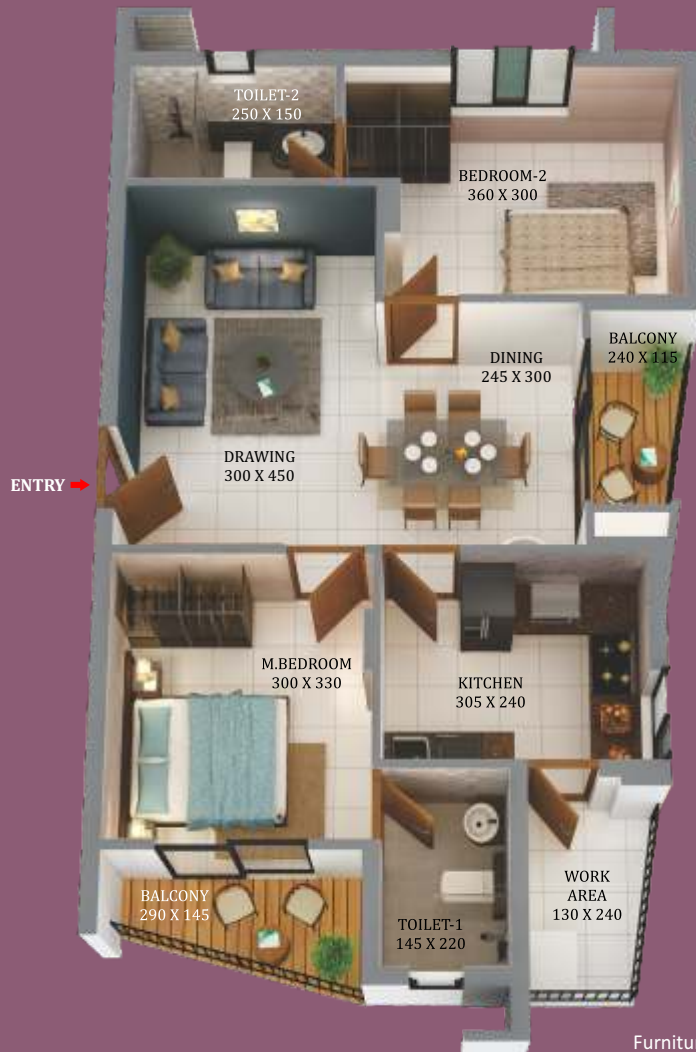 TOILET-2
250 X 150
BEDROOM-2
360 X 300
BALCONY
240 X 115
DINING
245 X 300
DRAWING
300 X 450
ENTRY
M.BEDROOM
300 X 330
KITCHEN
305 X 240
WORK
AREA
130 X 240
BALCONY
290 X 145
TOILET-1
145 X 220
Furnitu